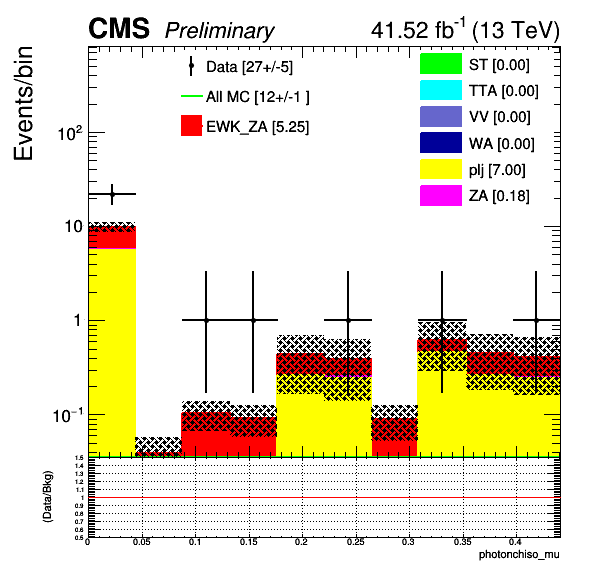 CMS Preliminary 41.52 fb⁻¹ (13 TeV)
Events/bin
Data [27+/-5]
All MC [12+/-1 ]
EWK_ZA [5.25]
ST [0.00]
TTA [0.00]
VV [0.00]
WA [0.00]
plj [7.00]
ZA [0.18]
10²
10
1
10⁻¹
(Data/Bkg)
1.5
1.4
1.3
1.2
1.1
1
0.9
0.8
0.7
0.6
0.5
0 0.05 0.1 0.15 0.2 0.25 0.3 0.35 0.4
photonchiso_mu